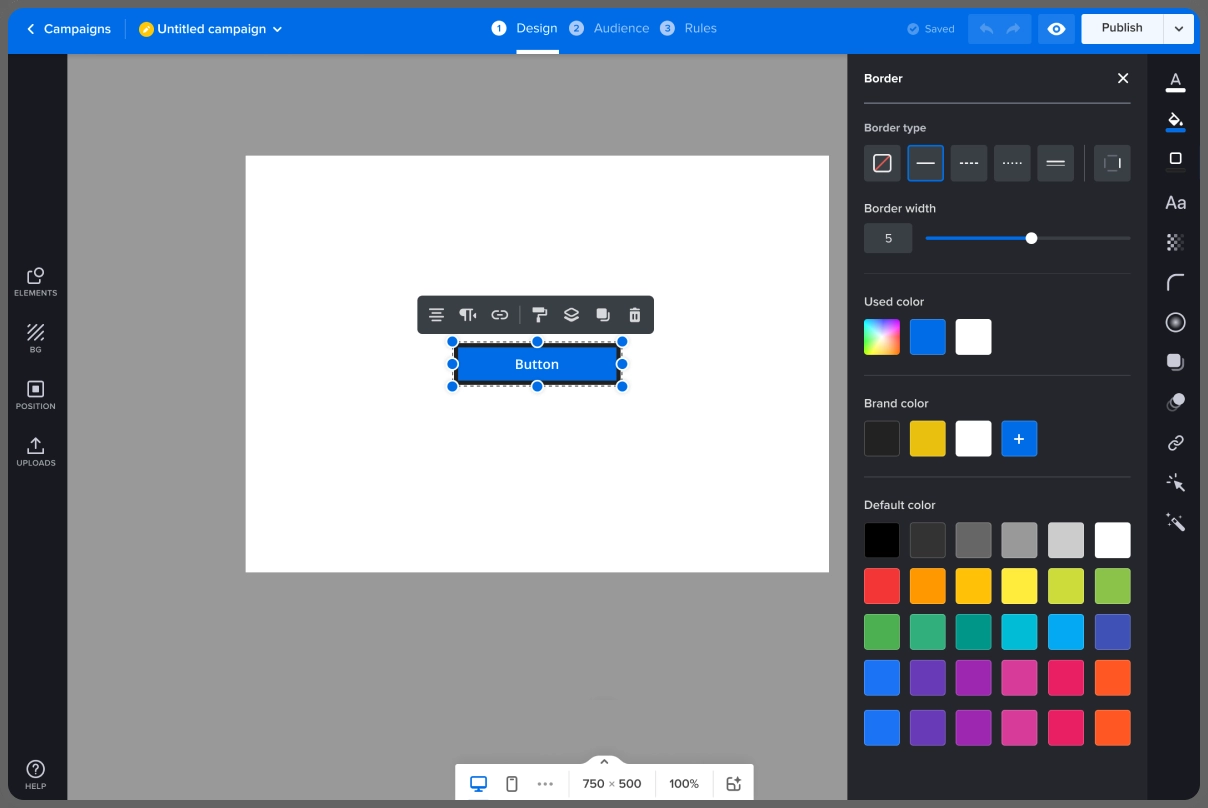 Campaigns
Untitled campaign
1 Design
2 Audience
3 Rules
Saved
Publish
Border
Border type
Border width
5
Used color
Brand color
+
Default color
ELEMENTS
BG
POSITION
UPLOADS
HELP
Button
750 × 500
100%
A
Aa